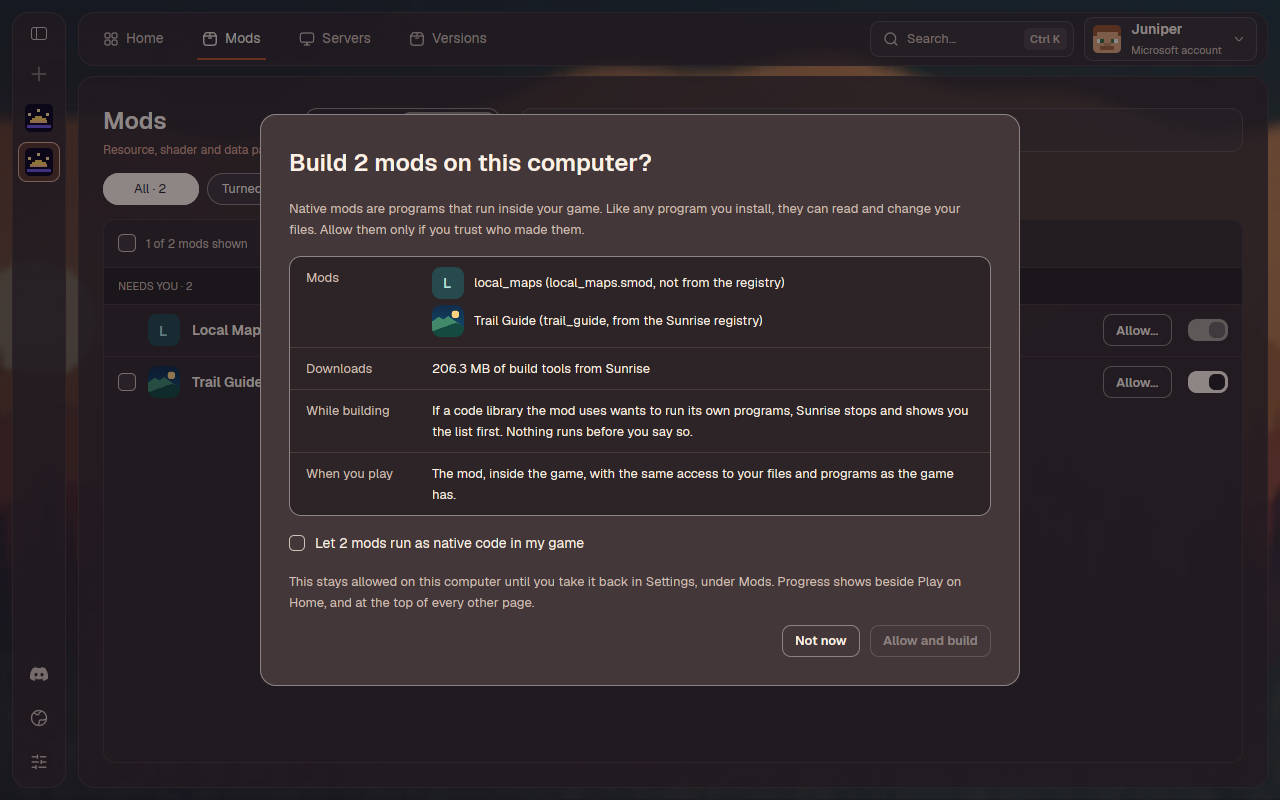 Home
Mods
Servers
Versions
Search...
Ctrl K
Juniper
Microsoft account
Mods
Resource, shader and data pa
All · 2
Turned
1 of 2 mods shown
NEEDS YOU · 2
L
Local Map
Allow...
Trail Guide
Allow...
Build 2 mods on this computer?
Native mods are programs that run inside your game. Like any program you install, they can read and change your
files. Allow them only if you trust who made them.
Mods
L
local_maps (local_maps.smod, not from the registry)
Trail Guide (trail_guide, from the Sunrise registry)
Downloads
206.3 MB of build tools from Sunrise
While building
If a code library the mod uses wants to run its own programs, Sunrise stops and shows you
the list first. Nothing runs before you say so.
When you play
The mod, inside the game, with the same access to your files and programs as the game
has.
Let 2 mods run as native code in my game
This stays allowed on this computer until you take it back in Settings, under Mods. Progress shows beside Play on
Home, and at the top of every other page.
Not now
Allow and build